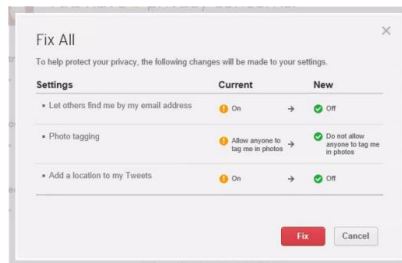 Fix All
To help protect your privacy, the following changes will be made to your settings.
Settings Current New
Let others find me by my email address On → Off
Photo tagging Allow anyone to tag me in photos → Do not allow anyone to tag me in photos
Add a location to my Tweets On → Off
Fix Cancel